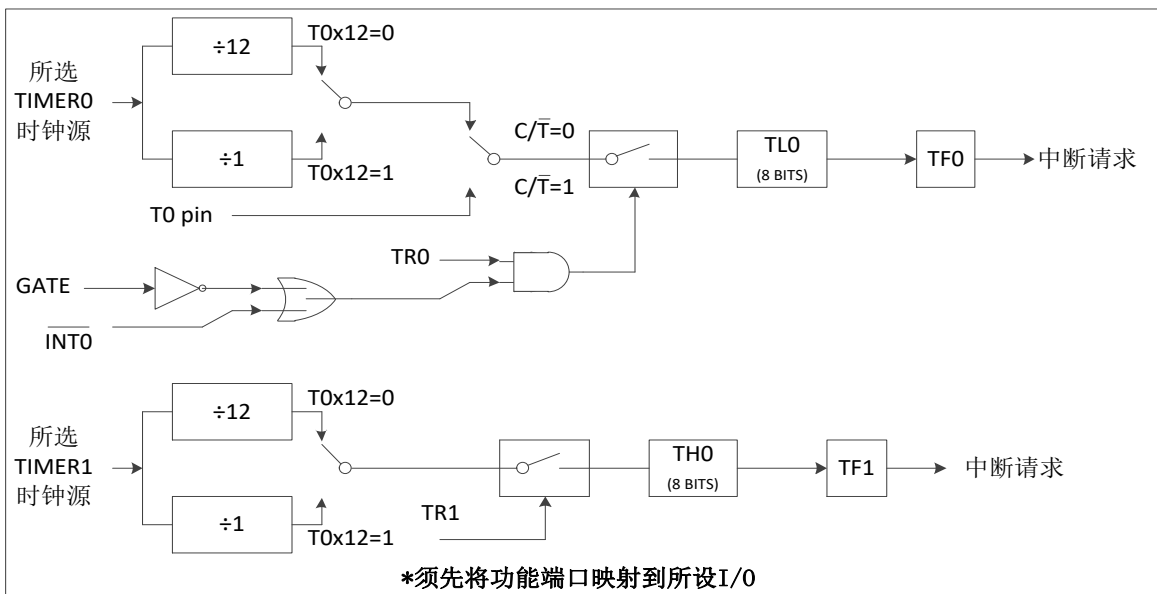 ÷12
T0x12=0
所选
TIMER0
时钟源
÷1
T0x12=1
C/T̅=0
C/T̅=1
TL0
(8 BITS)
TF0
中断请求
T0 pin
TR0
GATE
I̅N̅T̅0̅
÷12
T0x12=0
所选
TIMER1
时钟源
÷1
T0x12=1
TR1
TH0
(8 BITS)
TF1
中断请求
*须先将功能端口映射到所设I/0